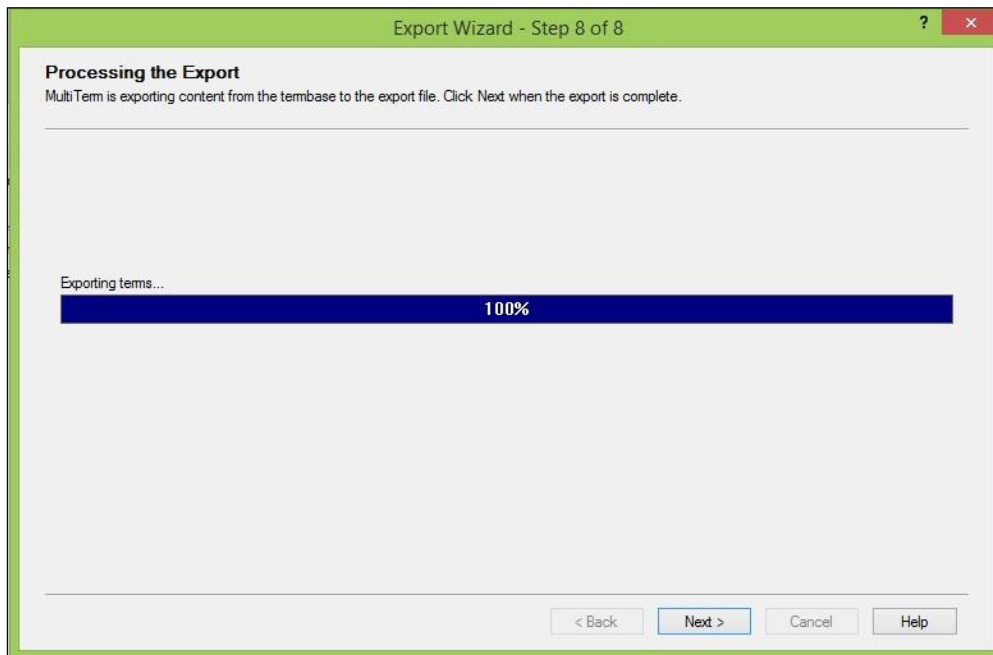 Export Wizard - Step 8 of 8
?
Processing the Export
MultiTerm is exporting content from the termbase to the export file. Click Next when the export is complete.
Exporting terms...
100%
< Back Next > Cancel Help